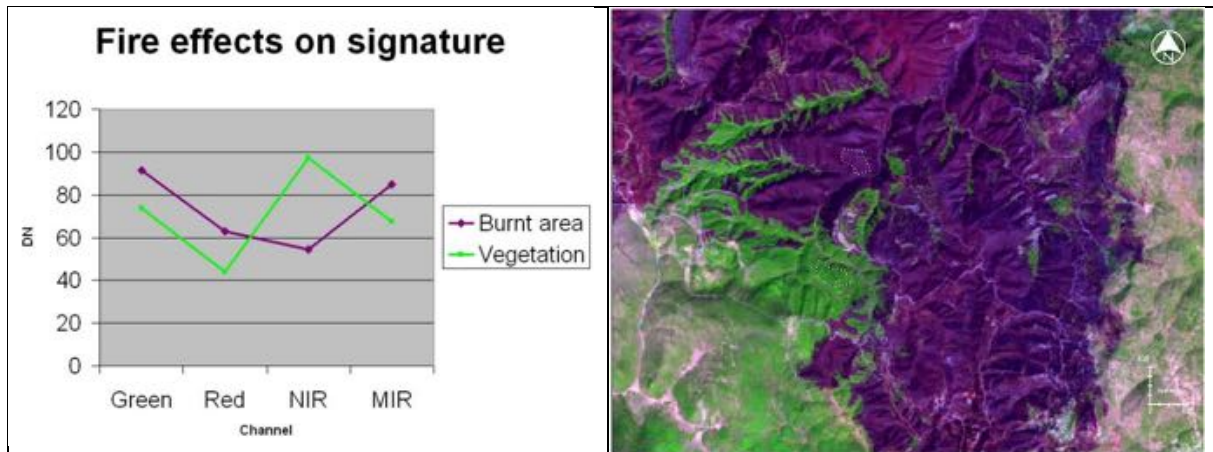 Fire effects on signature
120
100
80
60
40
20
0
DN
Green Red NIR MIR
Channel
Burnt area
Vegetation
N